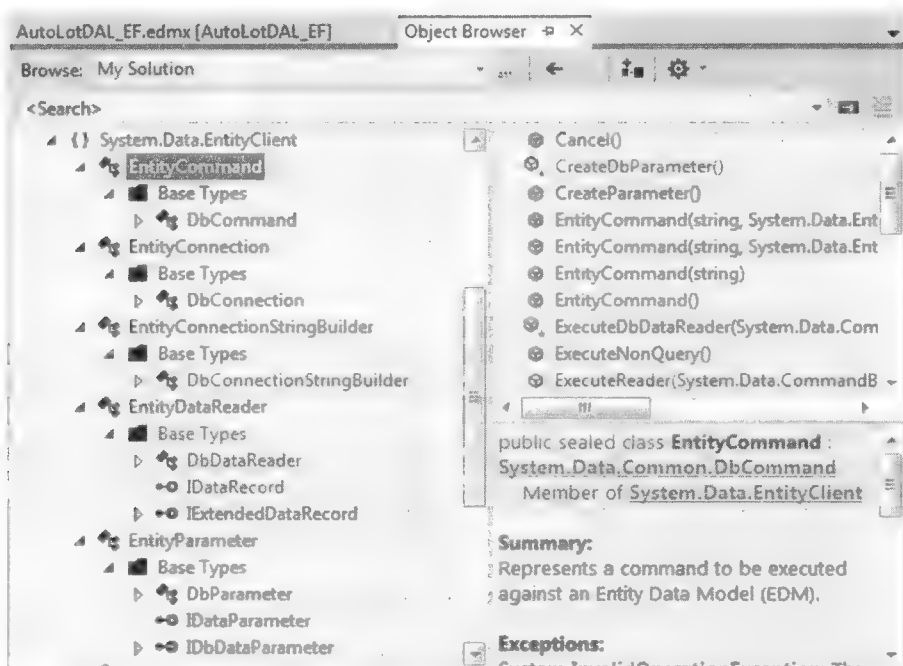 AutoLotDAL_EF.edmx [AutoLotDAL_EF]
Object Browser
Browse: My Solution
<Search>
{} System.Data.EntityClient
EntityCommand
Base Types
DbCommand
EntityConnection
Base Types
DbConnection
EntityConnectionStringBuilder
Base Types
DbConnectionStringBuilder
EntityDataReader
Base Types
DbDataReader
IDataRecord
IExtendedDataRecord
EntityParameter
Base Types
DbParameter
IDataParameter
IDbDataParameter
Cancel()
CreateDbParameter()
CreateParameter()
EntityCommand(string, System.Data.Ent
EntityCommand(string, System.Data.Ent
EntityCommand(string)
EntityCommand()
ExecuteDbDataReader(System.Data.Com
ExecuteNonQuery()
ExecuteReader(System.Data.CommandB
public sealed class EntityCommand :
System.Data.Common.DbCommand
Member of System.Data.EntityClient
Summary:
Represents a command to be executed
against an Entity Data Model (EDM).
Exceptions: